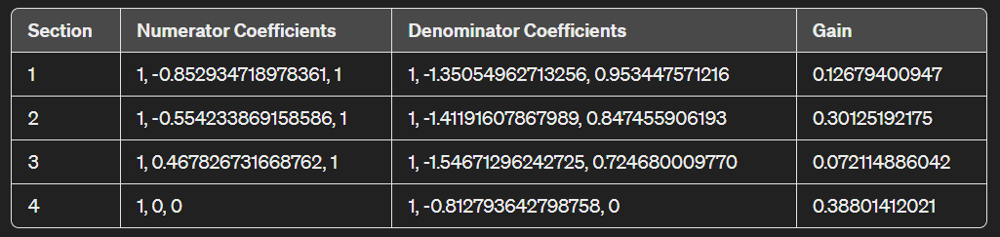 Section Numerator Coefficients Denominator Coefficients Gain
1 1, -0.852934718978361, 1 1, -1.35054962713256, 0.953447571216 0.12679400947
2 1, -0.554233869158586, 1 1, -1.41191607867989, 0.847455906193 0.30125192175
3 1, 0.467826731668762, 1 1, -1.54671296242725, 0.724680009770 0.072114886042
4 1, 0, 0 1, -0.812793642798758, 0 0.38801412021